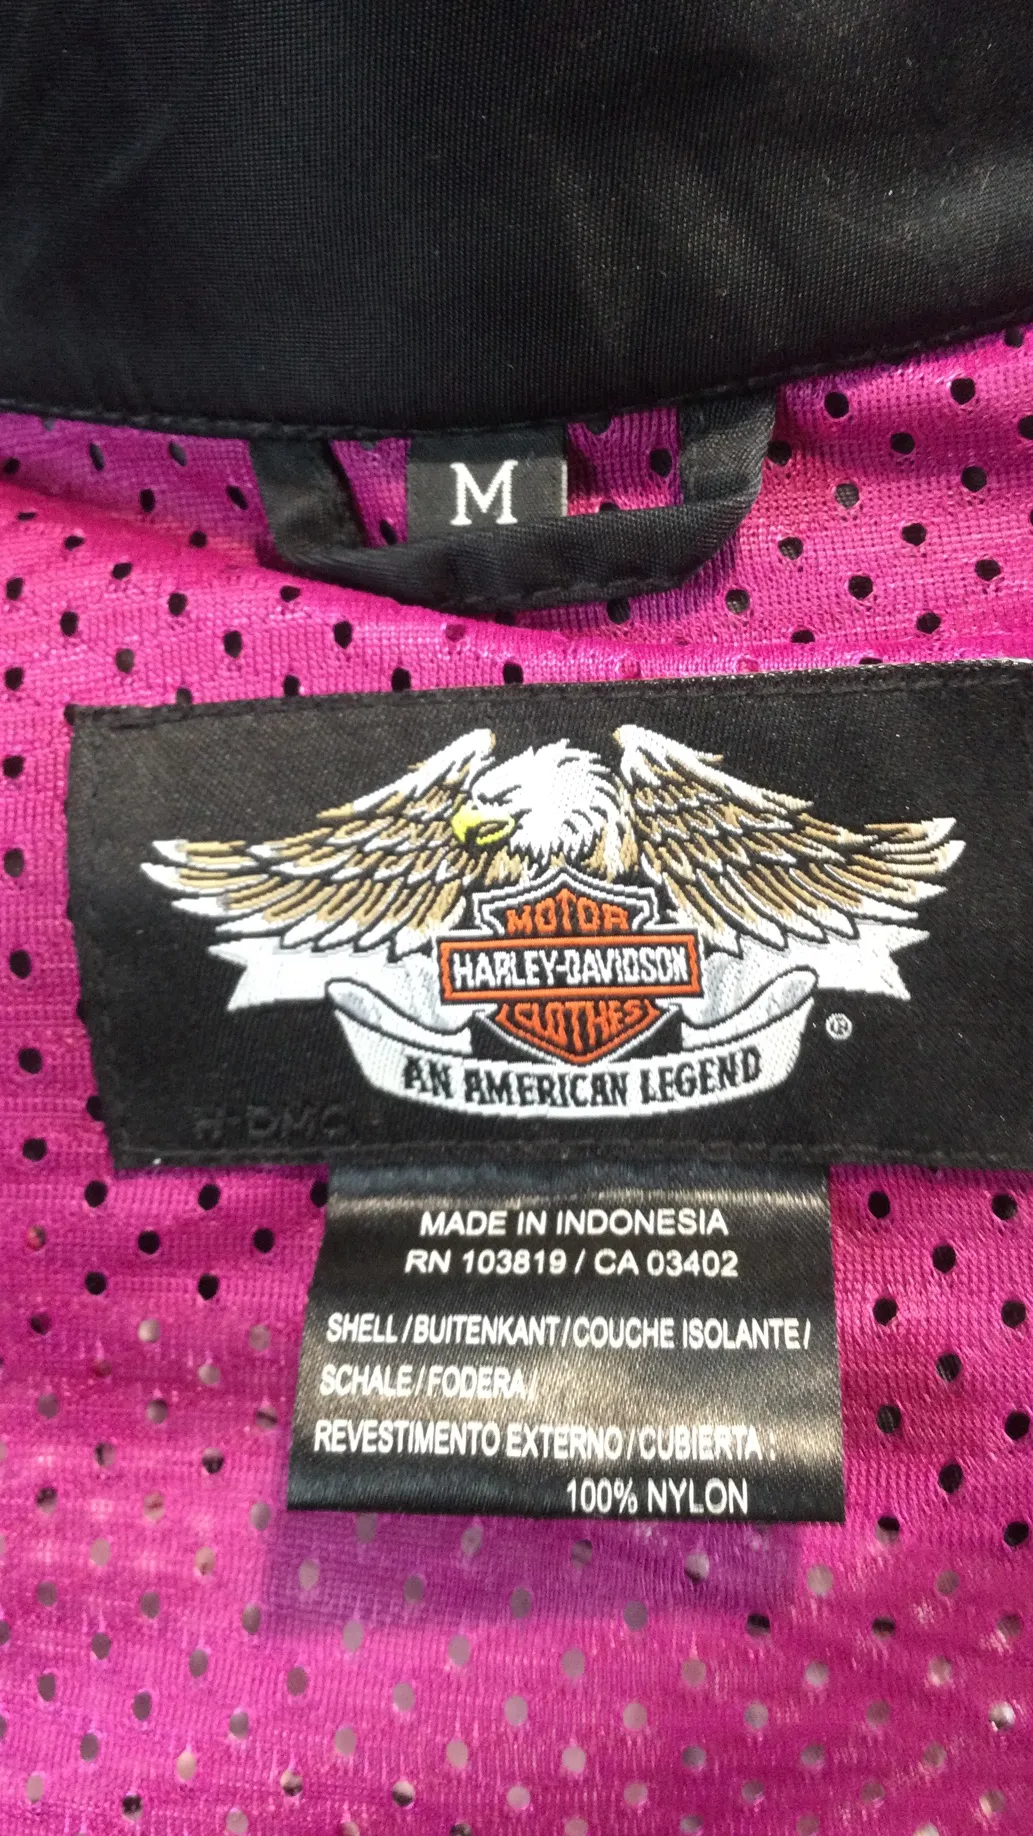 M
MOTOR
HARLEY-DAVIDSON
CLOTHES
AN AMERICAN LEGEND
®
H-DMC
MADE IN INDONESIA
RN 103819 / CA 03402
SHELL/BUITENKANT/COUCHE ISOLANTE/
SCHALE/FODERA/
REVESTIMENTO EXTERNO/CUBIERTA:
100% NYLON